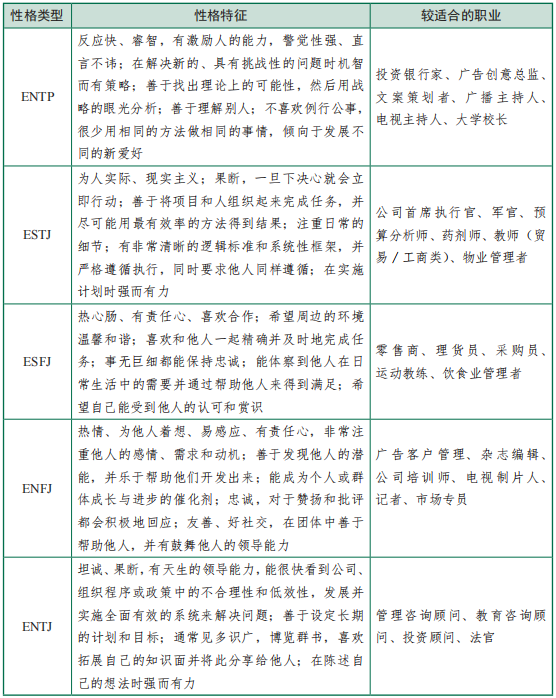 性格类型 性格特征 较适合的职业
ENTP
反应快、睿智，有激励人的能力，警觉性强、直
言不讳；在解决新的、具有挑战性的问题时机智
而有策略；善于找出理论上的可能性，然后用战
略的眼光分析；善于理解别人；不喜欢例行公事，
很少用相同的方法做相同的事情，倾向于发展不
同的新爱好
投资银行家、广告创意总监、
文案策划者、广播主持人、
电视主持人、大学校长
ESTJ
为人实际、现实主义；果断，一旦下决心就会立
即行动；善于将项目和人组织起来完成任务，并
尽可能用最有效率的方法得到结果；注重日常的
细节；有非常清晰的逻辑标准和系统性框架，并
严格遵循执行，同时要求他人同样遵循；在实施
计划时强而有力
公司首席执行官、军官、预
算分析师、药剂师、教师（贸
易／工商类）、物业管理者
ESFJ
热心肠、有责任心、喜欢合作；希望周边的环境
温馨和谐；喜欢和他人一起精确并及时地完成任
务；事无巨细都能保持忠诚；能体察到他人在日
常生活中的需要并通过帮助他人来得到满足；希
望自己能受到他人的认可和赏识
零售商、理货员、采购员、
运动教练、饮食业管理者
ENFJ
热情、为他人着想、易感应、有责任心，非常注
重他人的感情、需求和动机；善于发现他人的潜
能，并乐于帮助他们开发出来；能成为个人或群
体成长与进步的催化剂；忠诚，对于赞扬和批评
都会积极地回应；友善、好社交，在团体中善于
帮助他人，并有鼓舞他人的领导能力
广告客户管理、杂志编辑、
公司培训师、电视制片人、
记者、市场专员
ENTJ
坦诚、果断，有天生的领导能力，能很快看到公司、
组织程序或政策中的不合理性和低效性，发展并
实施全面有效的系统来解决问题；善于设定长期
的计划和目标；通常见多识广，博览群书，喜欢
拓展自己的知识面并将此分享给他人；在陈述自
己的想法时强而有力
管理咨询顾问、教育咨询顾
问、投资顾问、法官